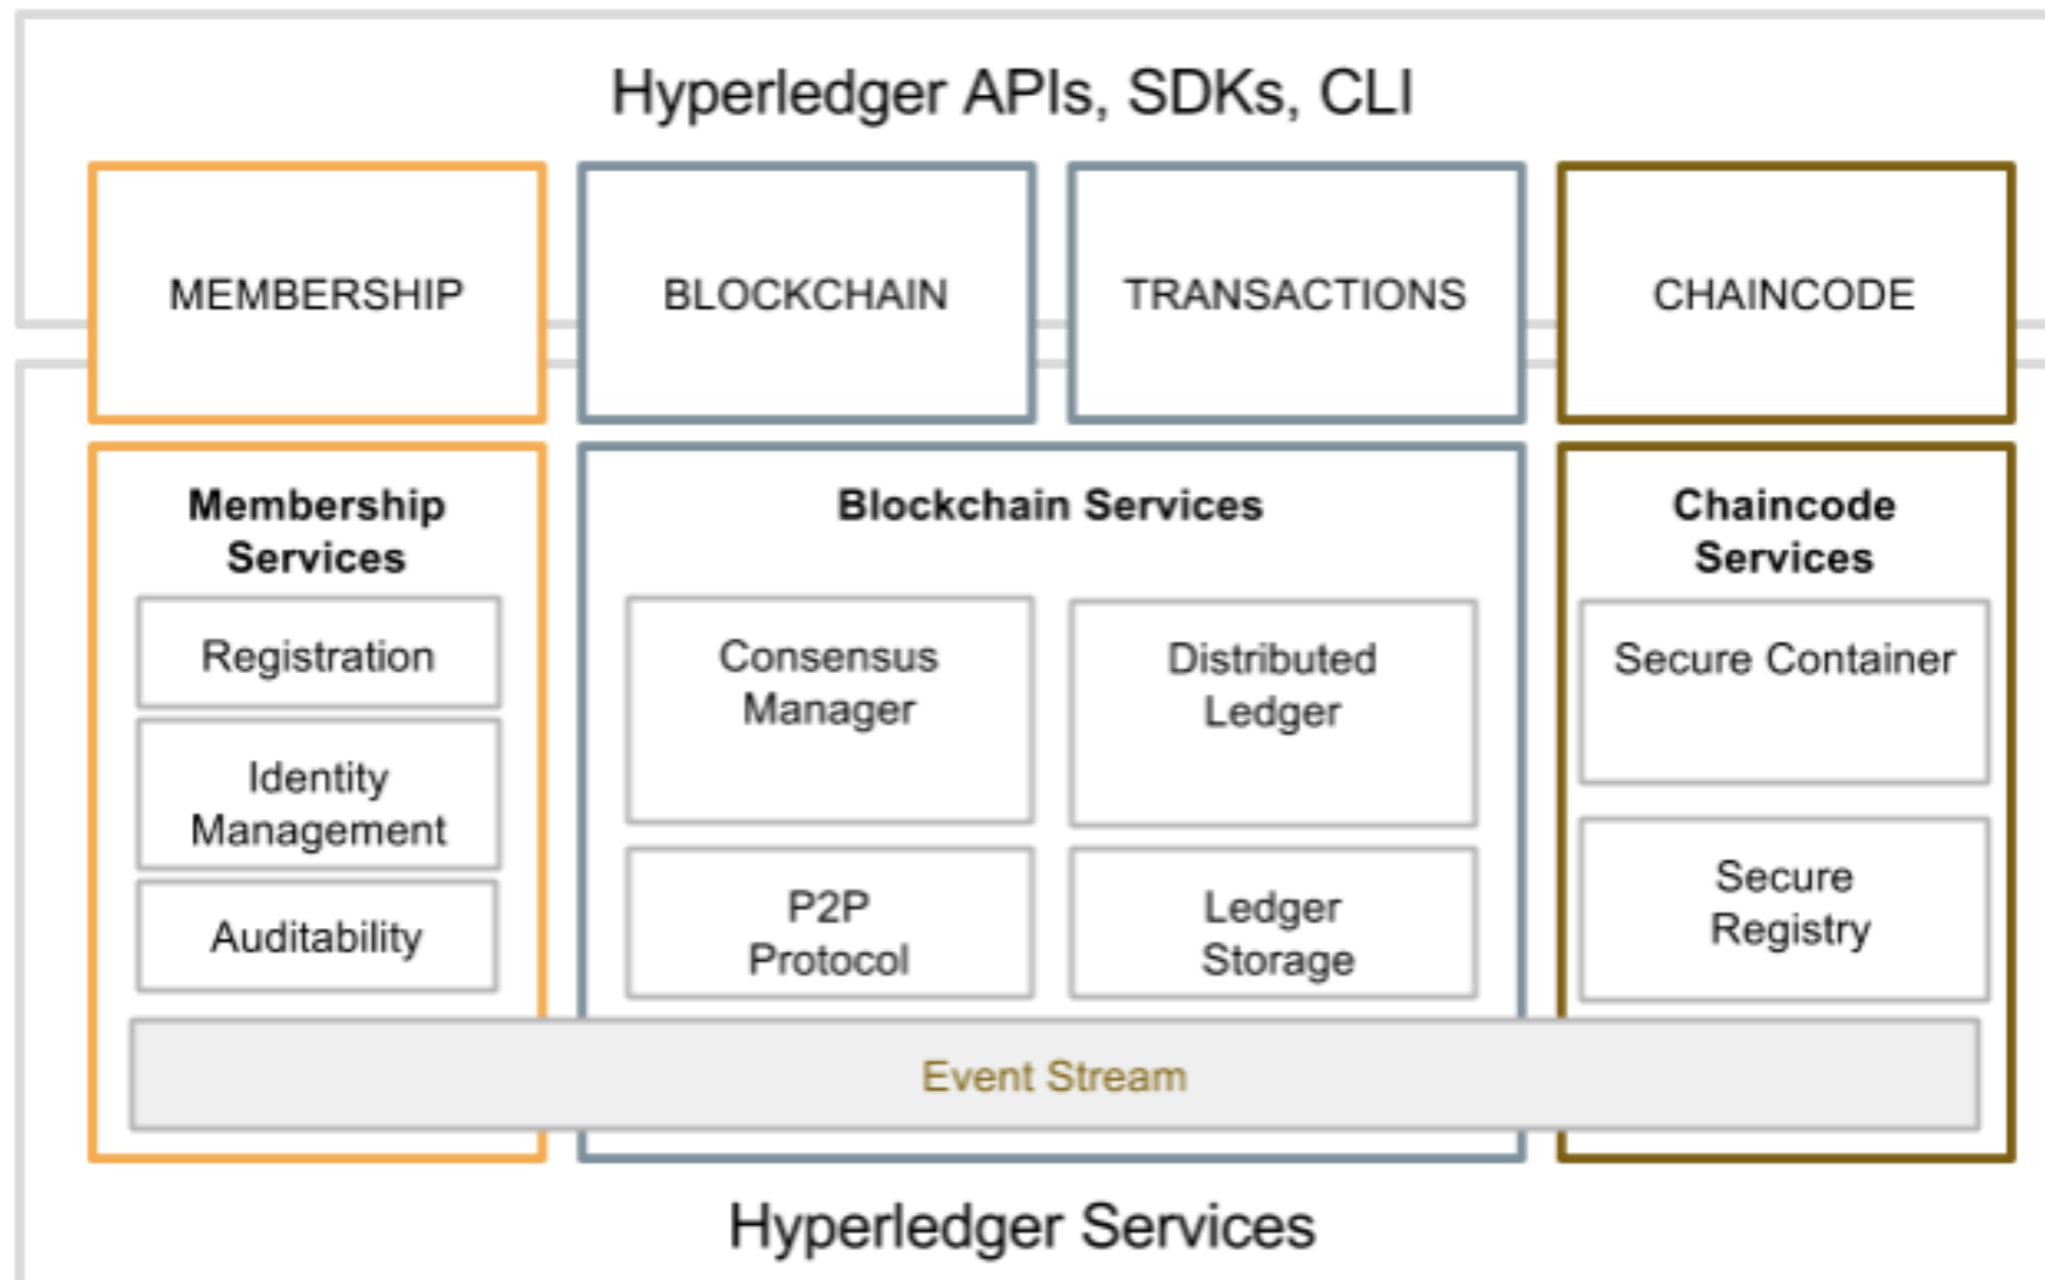 Hyperledger APIs, SDKs, CLI
MEMBERSHIP
BLOCKCHAIN
TRANSACTIONS
CHAINCODE
Membership
Services
Registration
Identity
Management
Auditability
Blockchain Services
Consensus
Manager
Distributed
Ledger
P2P
Protocol
Ledger
Storage
Chaincode
Services
Secure Container
Secure
Registry
Event Stream
Hyperledger Services